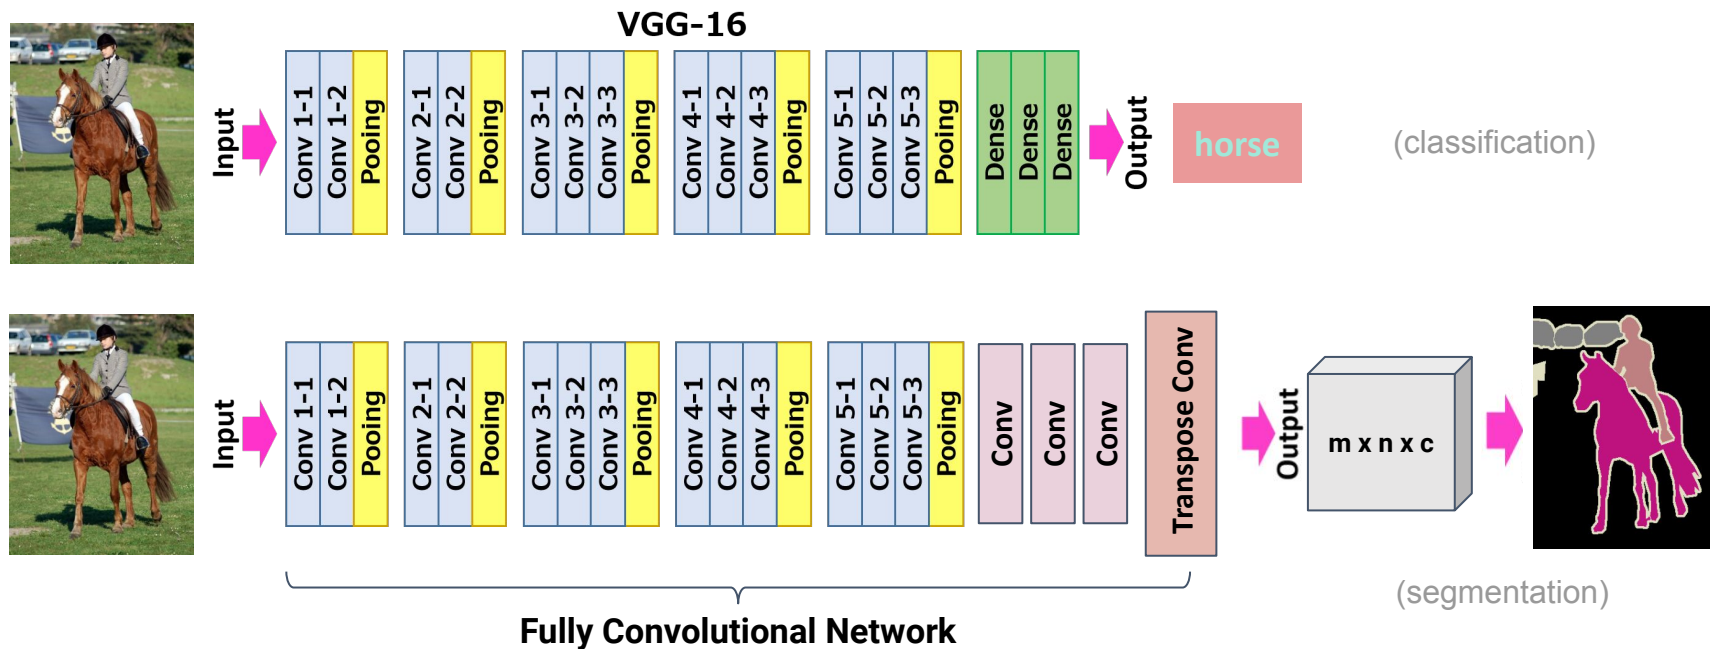 VGG-16
Input
Conv 1-1
Conv 1-2
Pooing
Conv 2-1
Conv 2-2
Pooing
Conv 3-1
Conv 3-2
Conv 3-3
Pooing
Conv 4-1
Conv 4-2
Conv 4-3
Pooing
Conv 5-1
Conv 5-2
Conv 5-3
Pooing
Dense
Dense
Dense
Output
horse
(classification)
Input
Conv 1-1
Conv 1-2
Pooing
Conv 2-1
Conv 2-2
Pooing
Conv 3-1
Conv 3-2
Conv 3-3
Pooing
Conv 4-1
Conv 4-2
Conv 4-3
Pooing
Conv 5-1
Conv 5-2
Conv 5-3
Pooing
Conv
Conv
Conv
Transpose Conv
Output
m x n x c
(segmentation)
Fully Convolutional Network